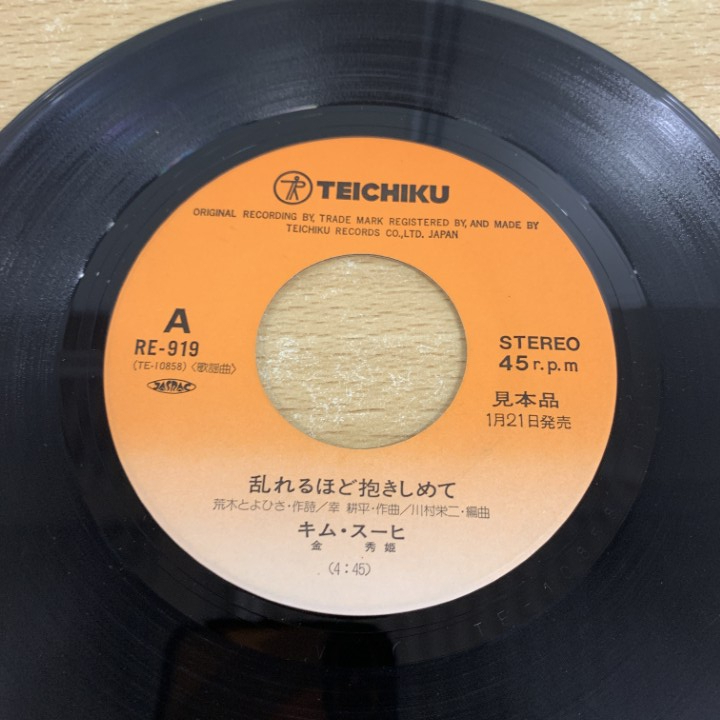 TEICHIKU
ORIGINAL RECORDING BY, TRADE MARK REGISTERED BY, AND MADE BY
TEICHIKU RECORDS CO., LTD. JAPAN
A
RE-919
(TE-10858)〈歌謡曲〉
JASRAC
STEREO
45 r.p.m
見本品
1月21日発売
乱れるほど抱きしめて
荒木とよひさ・作詩/幸 耕平・作曲/川村栄二・編曲
キム・スーヒ
金 秀姫
(4:45)